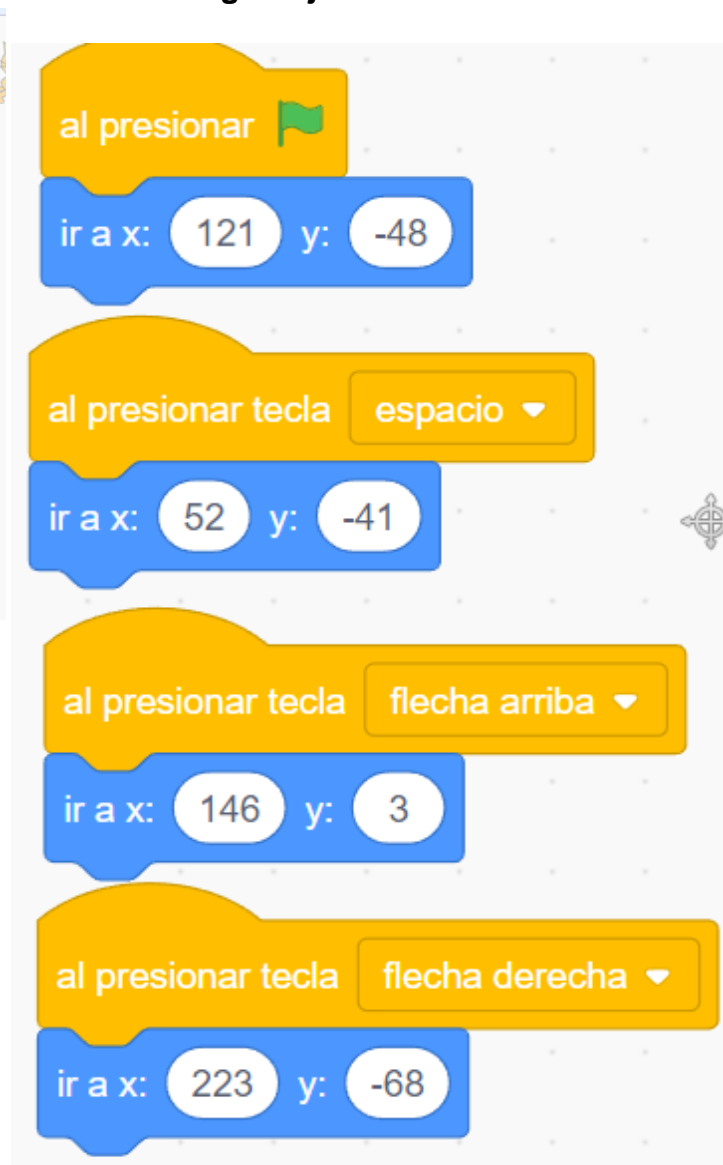 al presionar
ir a x: 121 y: -48
al presionar tecla espacio
ir a x: 52 y: -41
al presionar tecla flecha arriba
ir a x: 146 y: 3
al presionar tecla flecha derecha
ir a x: 223 y: -68